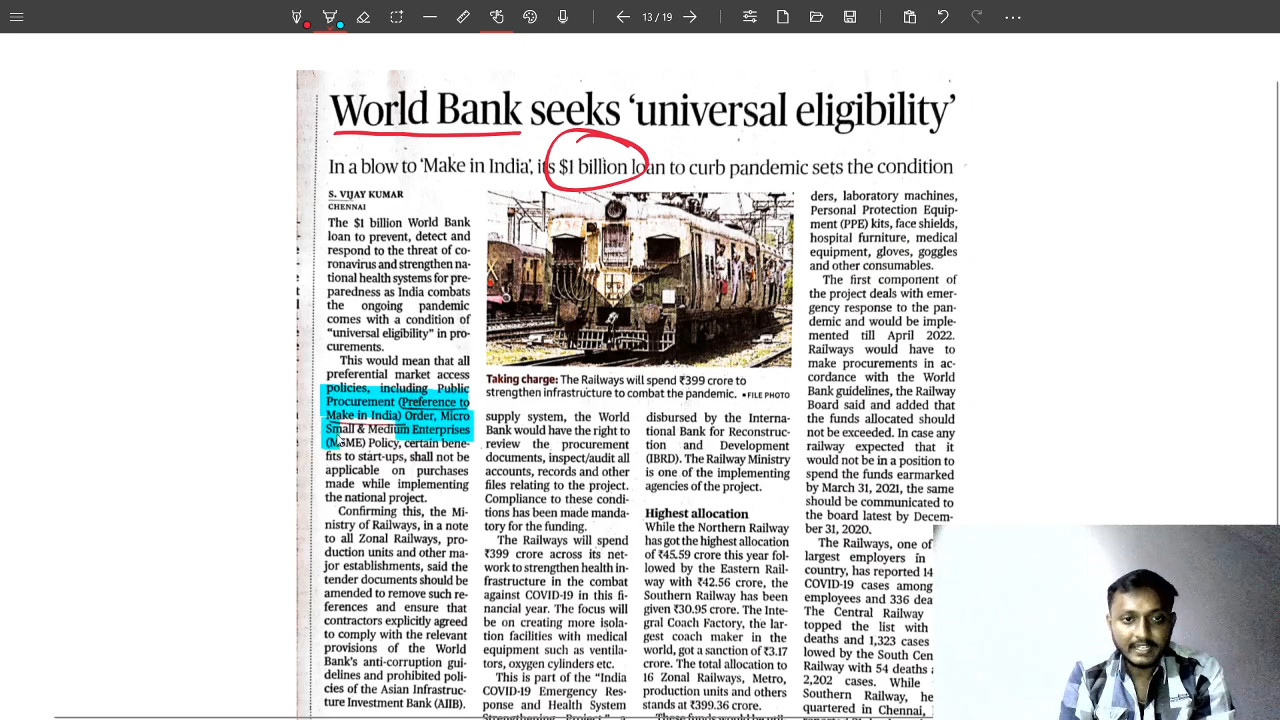 13 / 19
World Bank seeks ‘universal eligibility’
In a blow to ‘Make in India’, its $1 billion loan to curb pandemic sets the condition
S. VIJAY KUMAR
CHENNAI
The $1 billion World Bank
loan to prevent, detect and
respond to the threat of co-
ronavirus and strengthen na-
tional health systems for pre-
paredness as India combats
the ongoing pandemic
comes with a condition of
“universal eligibility” in pro-
curements.
This would mean that all
preferential market access
policies, including Public
Procurement (Preference to
Make in India) Order, Micro
Small & Medium Enterprises
(MSME) Policy, certain bene-
fits to start-ups, shall not be
applicable on purchases
made while implementing
the national project.
Confirming this, the Mi-
nistry of Railways, in a note
to all Zonal Railways, pro-
duction units and other ma-
jor establishments, said the
tender documents should be
amended to remove such re-
ferences and ensure that
contractors explicitly agreed
to comply with the relevant
provisions of the World
Bank’s anti-corruption gui-
delines and prohibited poli-
cies of the Asian Infrastruc-
ture Investment Bank (AIIB).
Taking charge: The Railways will spend ₹399 crore to
strengthen infrastructure to combat the pandemic. ▪FILE PHOTO
supply system, the World
Bank would have the right to
review the procurement
documents, inspect/audit all
accounts, records and other
files relating to the project.
Compliance to these condi-
tions has been made manda-
tory for the funding.
The Railways will spend
₹399 crore across its net-
work to strengthen health in-
frastructure in the combat
against COVID-19 in this fi-
nancial year. The focus will
be on creating more isola-
tion facilities with medical
equipment such as ventila-
tors, oxygen cylinders etc.
This is part of the “India
COVID-19 Emergency Res-
ponse and Health System
Strengthening Project,” a
disbursed by the Interna-
tional Bank for Reconstruc-
tion and Development
(IBRD). The Railway Ministry
is one of the implementing
agencies of the project.
Highest allocation
While the Northern Railway
has got the highest allocation
of ₹45.59 crore this year fol-
lowed by the Eastern Rail-
way with ₹42.56 crore, the
Southern Railway has been
given ₹30.95 crore. The Inte-
gral Coach Factory, the lar-
gest coach maker in the
world, got a sanction of ₹3.17
crore. The total allocation to
16 Zonal Railways, Metro,
production units and others
stands at ₹399.36 crore.
These funds would be
ders, laboratory machines,
Personal Protection Equip-
ment (PPE) kits, face shields,
hospital furniture, medical
equipment, gloves, goggles
and other consumables.
The first component of
the project deals with emer-
gency response to the pan-
demic and would be imple-
mented till April 2022.
Railways would have to
make procurements in ac-
cordance with the World
Bank guidelines, the Railway
Board said and added that
the funds allocated should
not be exceeded. In case any
railway expected that it
would not be in a position to
spend the funds earmarked
by March 31, 2021, the same
should be communicated to
the board latest by Decem-
ber 31, 2020.
The Railways, one of
largest employers in
country, has reported 14
COVID-19 cases among
employees and 336 dea
The Central Railway
topped the list with
deaths and 1,323 cases
lowed by the South Cen
Railway with 54 deaths
2,202 cases. While
Southern Railway, he
quartered in Chennai,